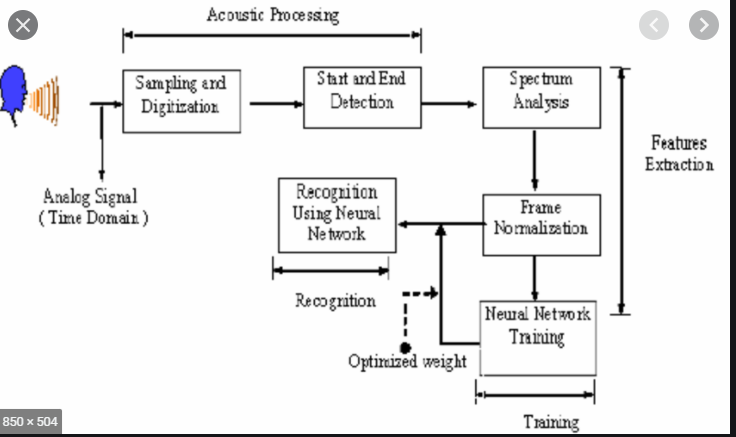 Acoustic Processing
Sampling and
Digitization
Start and End
Detection
Spectrum
Analysis
Features
Extraction
Analog Signal
( Time Domain )
Recognition
Using Neural
Network
Frame
Normalization
Recognition
Neural Network
Training
Optimized weight
Training
850 × 504